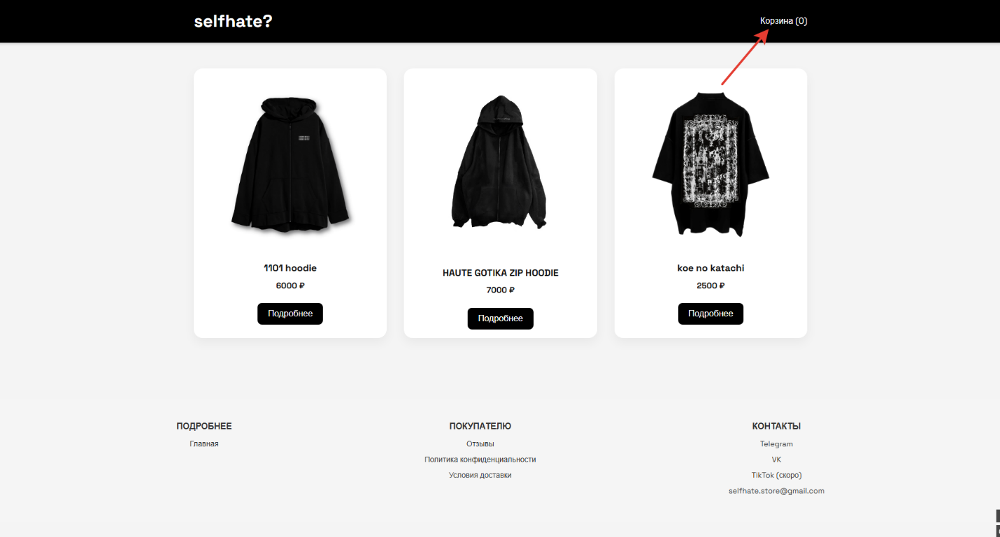 selfhate?
Корзина (0)
1101 hoodie
6000 ₽
Подробнее
HAUTE GOTIKA ZIP HOODIE
7000 ₽
Подробнее
koe no katachi
2500 ₽
Подробнее
ПОДРОБНЕЕ
Главная
ПОКУПАТЕЛЮ
Отзывы
Политика конфиденциальности
Условия доставки
КОНТАКТЫ
Telegram
VK
TikTok (скоро)
selfhate.store@gmail.com